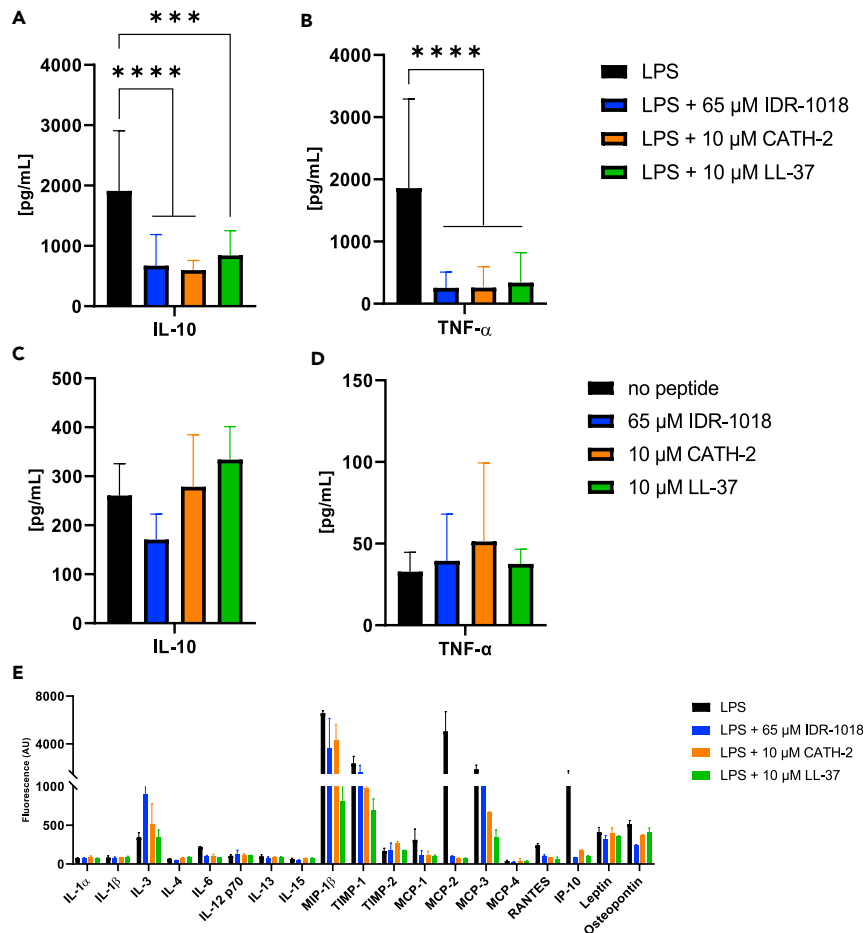 A
B
4000
3000
2000
1000
0
[pg/mL]
***
****
IL-10
4000
3000
2000
1000
0
[pg/mL]
****
TNF-α
LPS
LPS + 65 µM IDR-1018
LPS + 10 µM CATH-2
LPS + 10 µM LL-37
C
D
500
400
300
200
100
0
[pg/mL]
IL-10
150
100
50
0
[pg/mL]
TNF-α
no peptide
65 µM IDR-1018
10 µM CATH-2
10 µM LL-37
E
8000
4000
1000
500
0
Fluorescence (AU)
IL-1α
IL-1β
IL-3
IL-4
IL-6
IL-12 p70
IL-13
IL-15
MIP-1β
TIMP-1
TIMP-2
MCP-1
MCP-2
MCP-3
MCP-4
RANTES
IP-10
Leptin
Osteopontin
LPS
LPS + 65 µM IDR-1018
LPS + 10 µM CATH-2
LPS + 10 µM LL-37